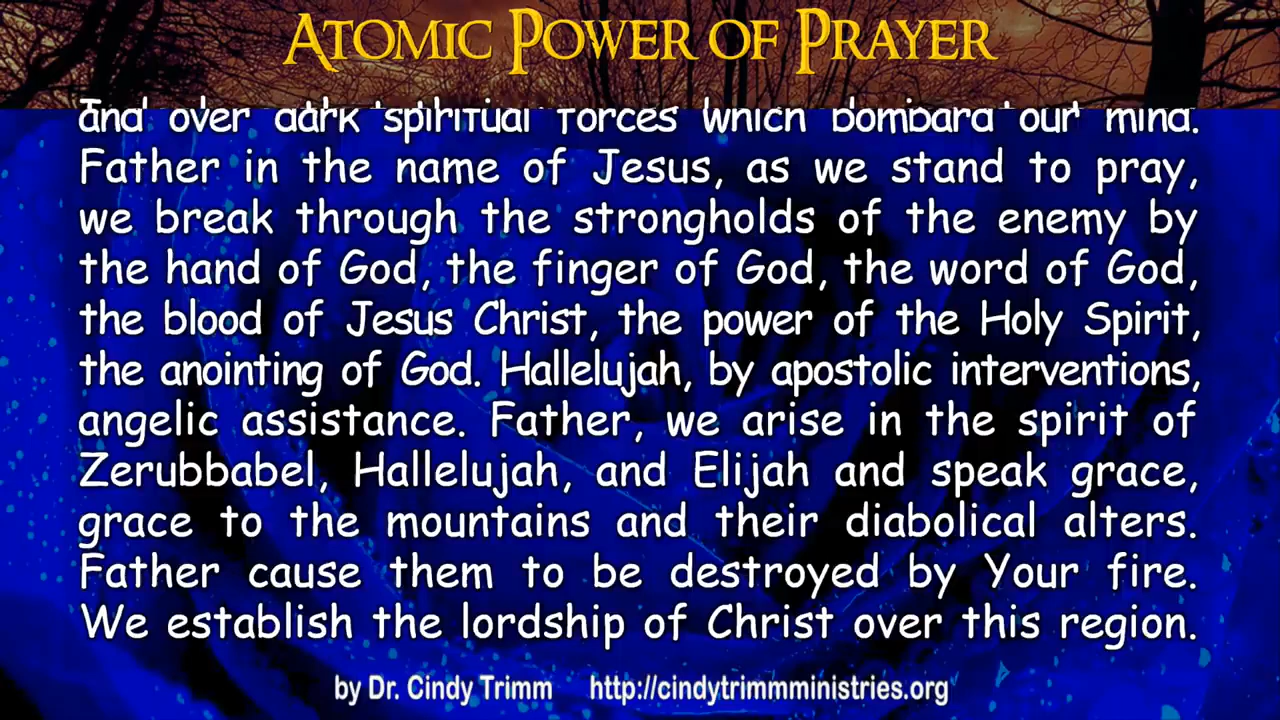 ATOMIC POWER OF PRAYER
and over dark spiritual forces which bombard our mind.
Father in the name of Jesus, as we stand to pray,
we break through the strongholds of the enemy by
the hand of God, the finger of God, the word of God,
the blood of Jesus Christ, the power of the Holy Spirit,
the anointing of God. Hallelujah, by apostolic interventions,
angelic assistance. Father, we arise in the spirit of
Zerubbabel, Hallelujah, and Elijah and speak grace,
grace to the mountains and their diabolical alters.
Father cause them to be destroyed by Your fire.
We establish the lordship of Christ over this region.
by Dr. Cindy Trimm http://cindytrimmministries.org